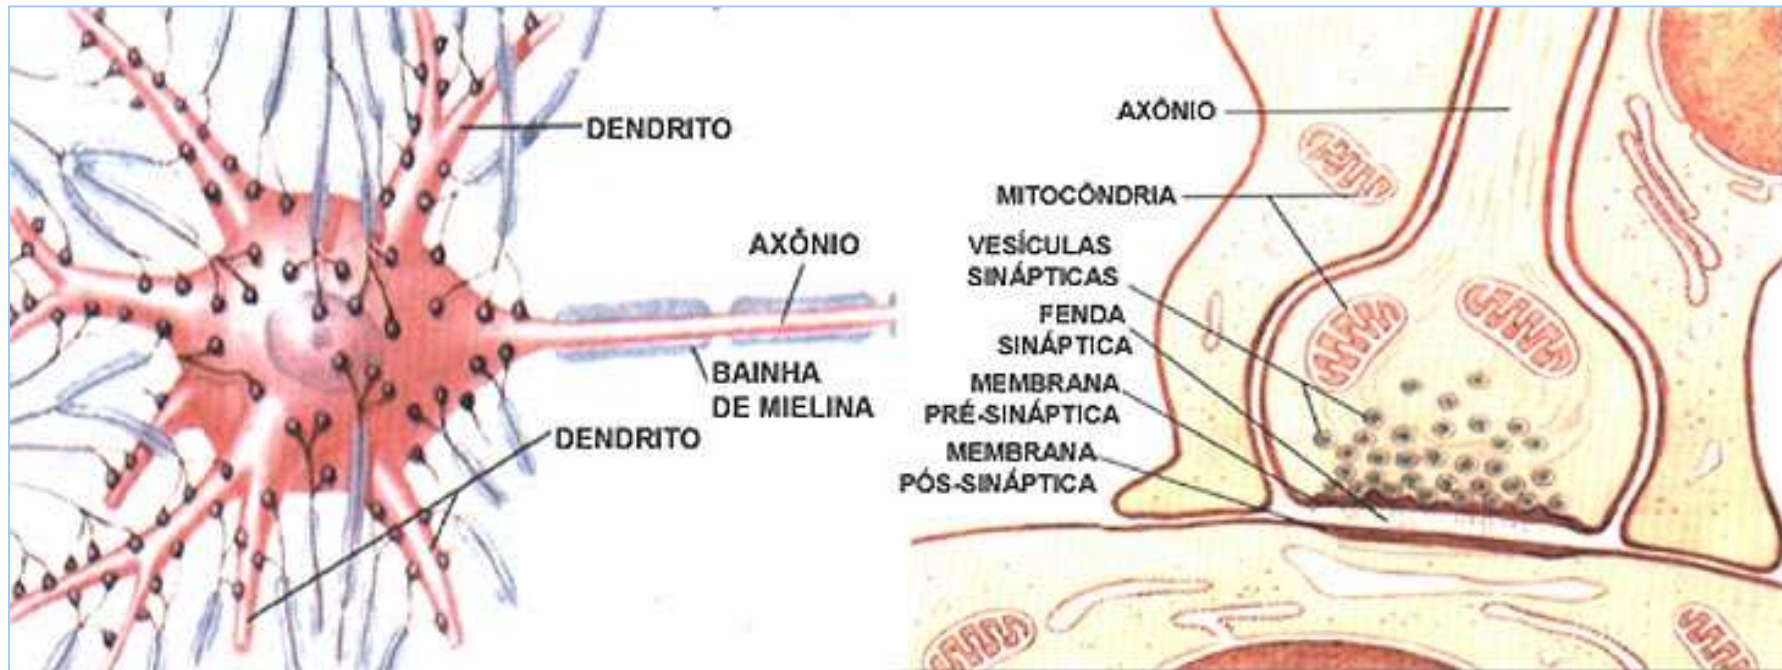 DENDRITO
AXÔNIO
BAINHA
DE MIELINA
DENDRITO
AXÔNIO
MITOCÔNDRIA
VESÍCULAS
SINÁPTICAS
FENDA
SINÁPTICA
MEMBRANA
PRÉ-SINÁPTICA
MEMBRANA
PÓS-SINÁPTICA